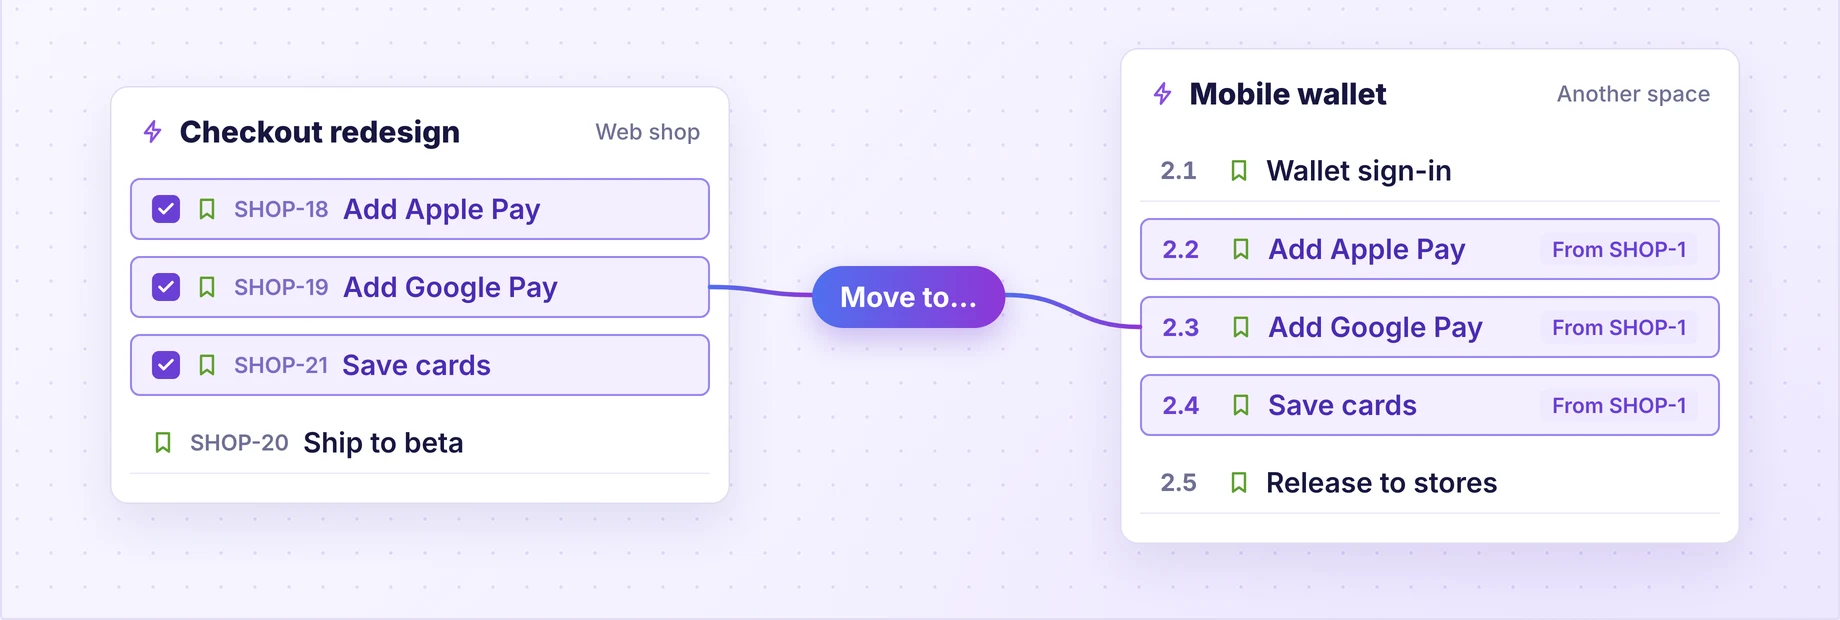 Checkout redesign Web shop
SHOP-18 Add Apple Pay
SHOP-19 Add Google Pay
SHOP-21 Save cards
SHOP-20 Ship to beta
Move to...
Mobile wallet Another space
2.1 Wallet sign-in
2.2 Add Apple Pay From SHOP-1
2.3 Add Google Pay From SHOP-1
2.4 Save cards From SHOP-1
2.5 Release to stores